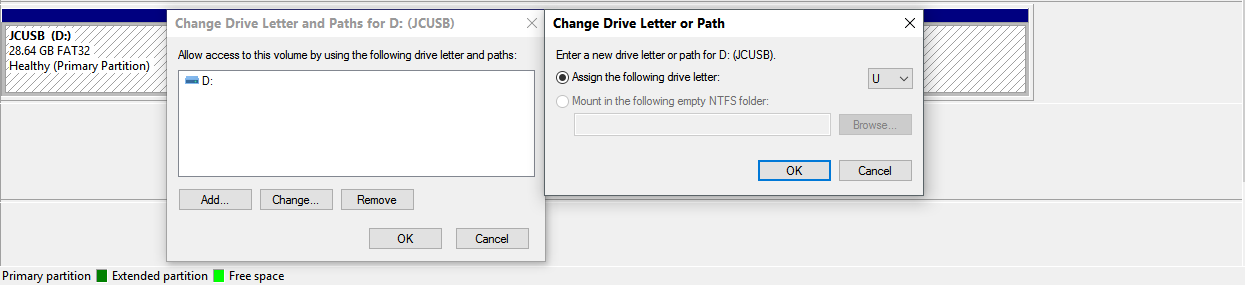 JCUSB (D:)
28.64 GB FAT32
Healthy (Primary Partition)
Change Drive Letter and Paths for D: (JCUSB)
Allow access to this volume by using the following drive letter and paths:
D:
Add...
Change...
Remove
OK
Cancel
Change Drive Letter or Path
Enter a new drive letter or path for D: (JCUSB).
Assign the following drive letter:
U
Mount in the following empty NTFS folder:
Browse...
OK
Cancel
Primary partition
Extended partition
Free space